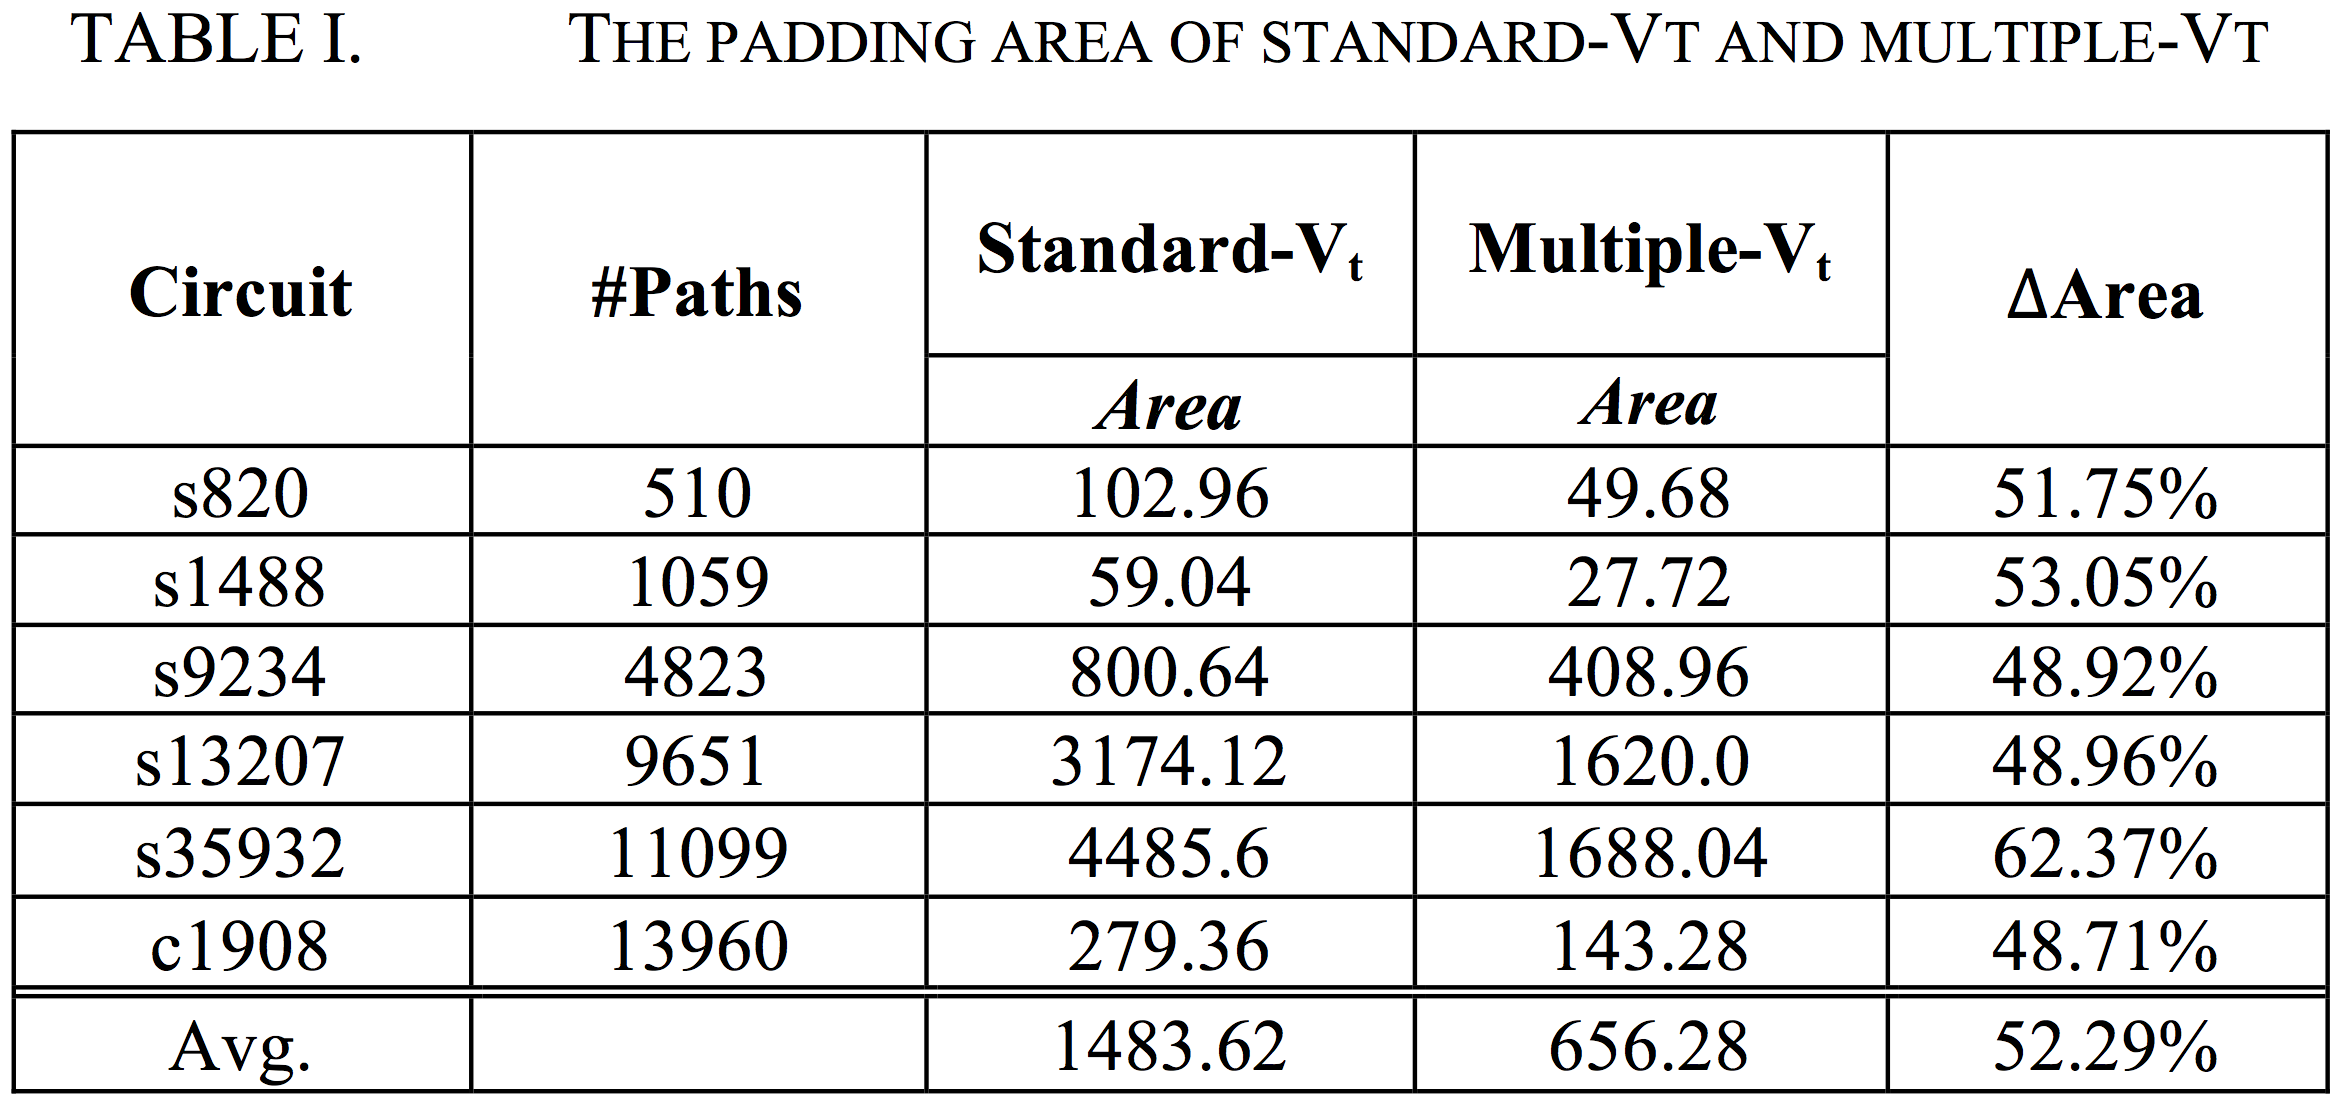 TABLE I. THE PADDING AREA OF STANDARD-VT AND MULTIPLE-VT
Circuit #Paths Standard-Vt Multiple-Vt ΔArea
Area Area
s820 510 102.96 49.68 51.75%
s1488 1059 59.04 27.72 53.05%
s9234 4823 800.64 408.96 48.92%
s13207 9651 3174.12 1620.0 48.96%
s35932 11099 4485.6 1688.04 62.37%
c1908 13960 279.36 143.28 48.71%
Avg. 1483.62 656.28 52.29%